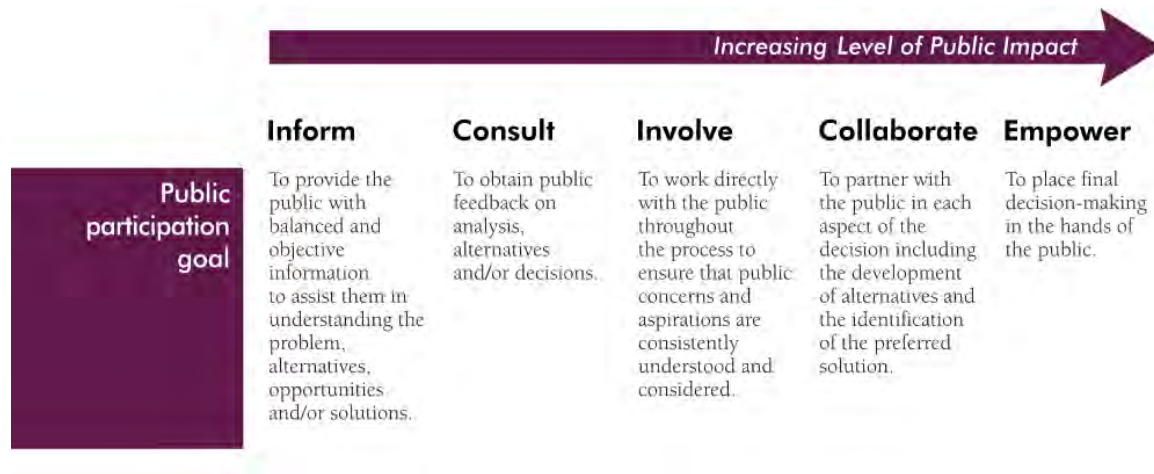 Increasing Level of Public Impact
Inform
Consult
Involve
Collaborate
Empower
Public
participation
goal
To provide the
public with
balanced and
objective
information
to assist them in
understanding the
problem,
alternatives,
opportunities
and/or solutions.
To obtain public
feedback on
analysis,
alternatives
and/or decisions.
To work directly
with the public
throughout
the process to
ensure that public
concerns and
aspirations are
consistently
understood and
considered.
To partner with
the public in each
aspect of the
decision including
the development
of alternatives and
the identification
of the preferred
solution.
To place final
decision-making
in the hands of
the public.